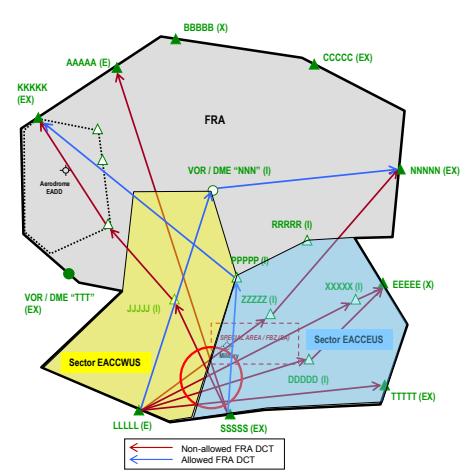 BBBBB (X)
AAAAA (E)
CCCCC (EX)
KKKKK
(EX)
FRA
Aerodrome
EADD
VOR / DME “NNN” (I)
NNNNN (EX)
RRRRR (I)
PPPPP (I)
VOR / DME “TTT”
(EX)
JJJJJ (I)
ZZZZZ (I)
XXXXX (I)
EEEEE (X)
SPECIAL AREA / FBZ (SA)
Sector EACCEUS
Sector EACCWUS
DDDDD (I)
TTTTT (EX)
LLLLL (E)
SSSSS (EX)
Non-allowed FRA DCT
Allowed FRA DCT